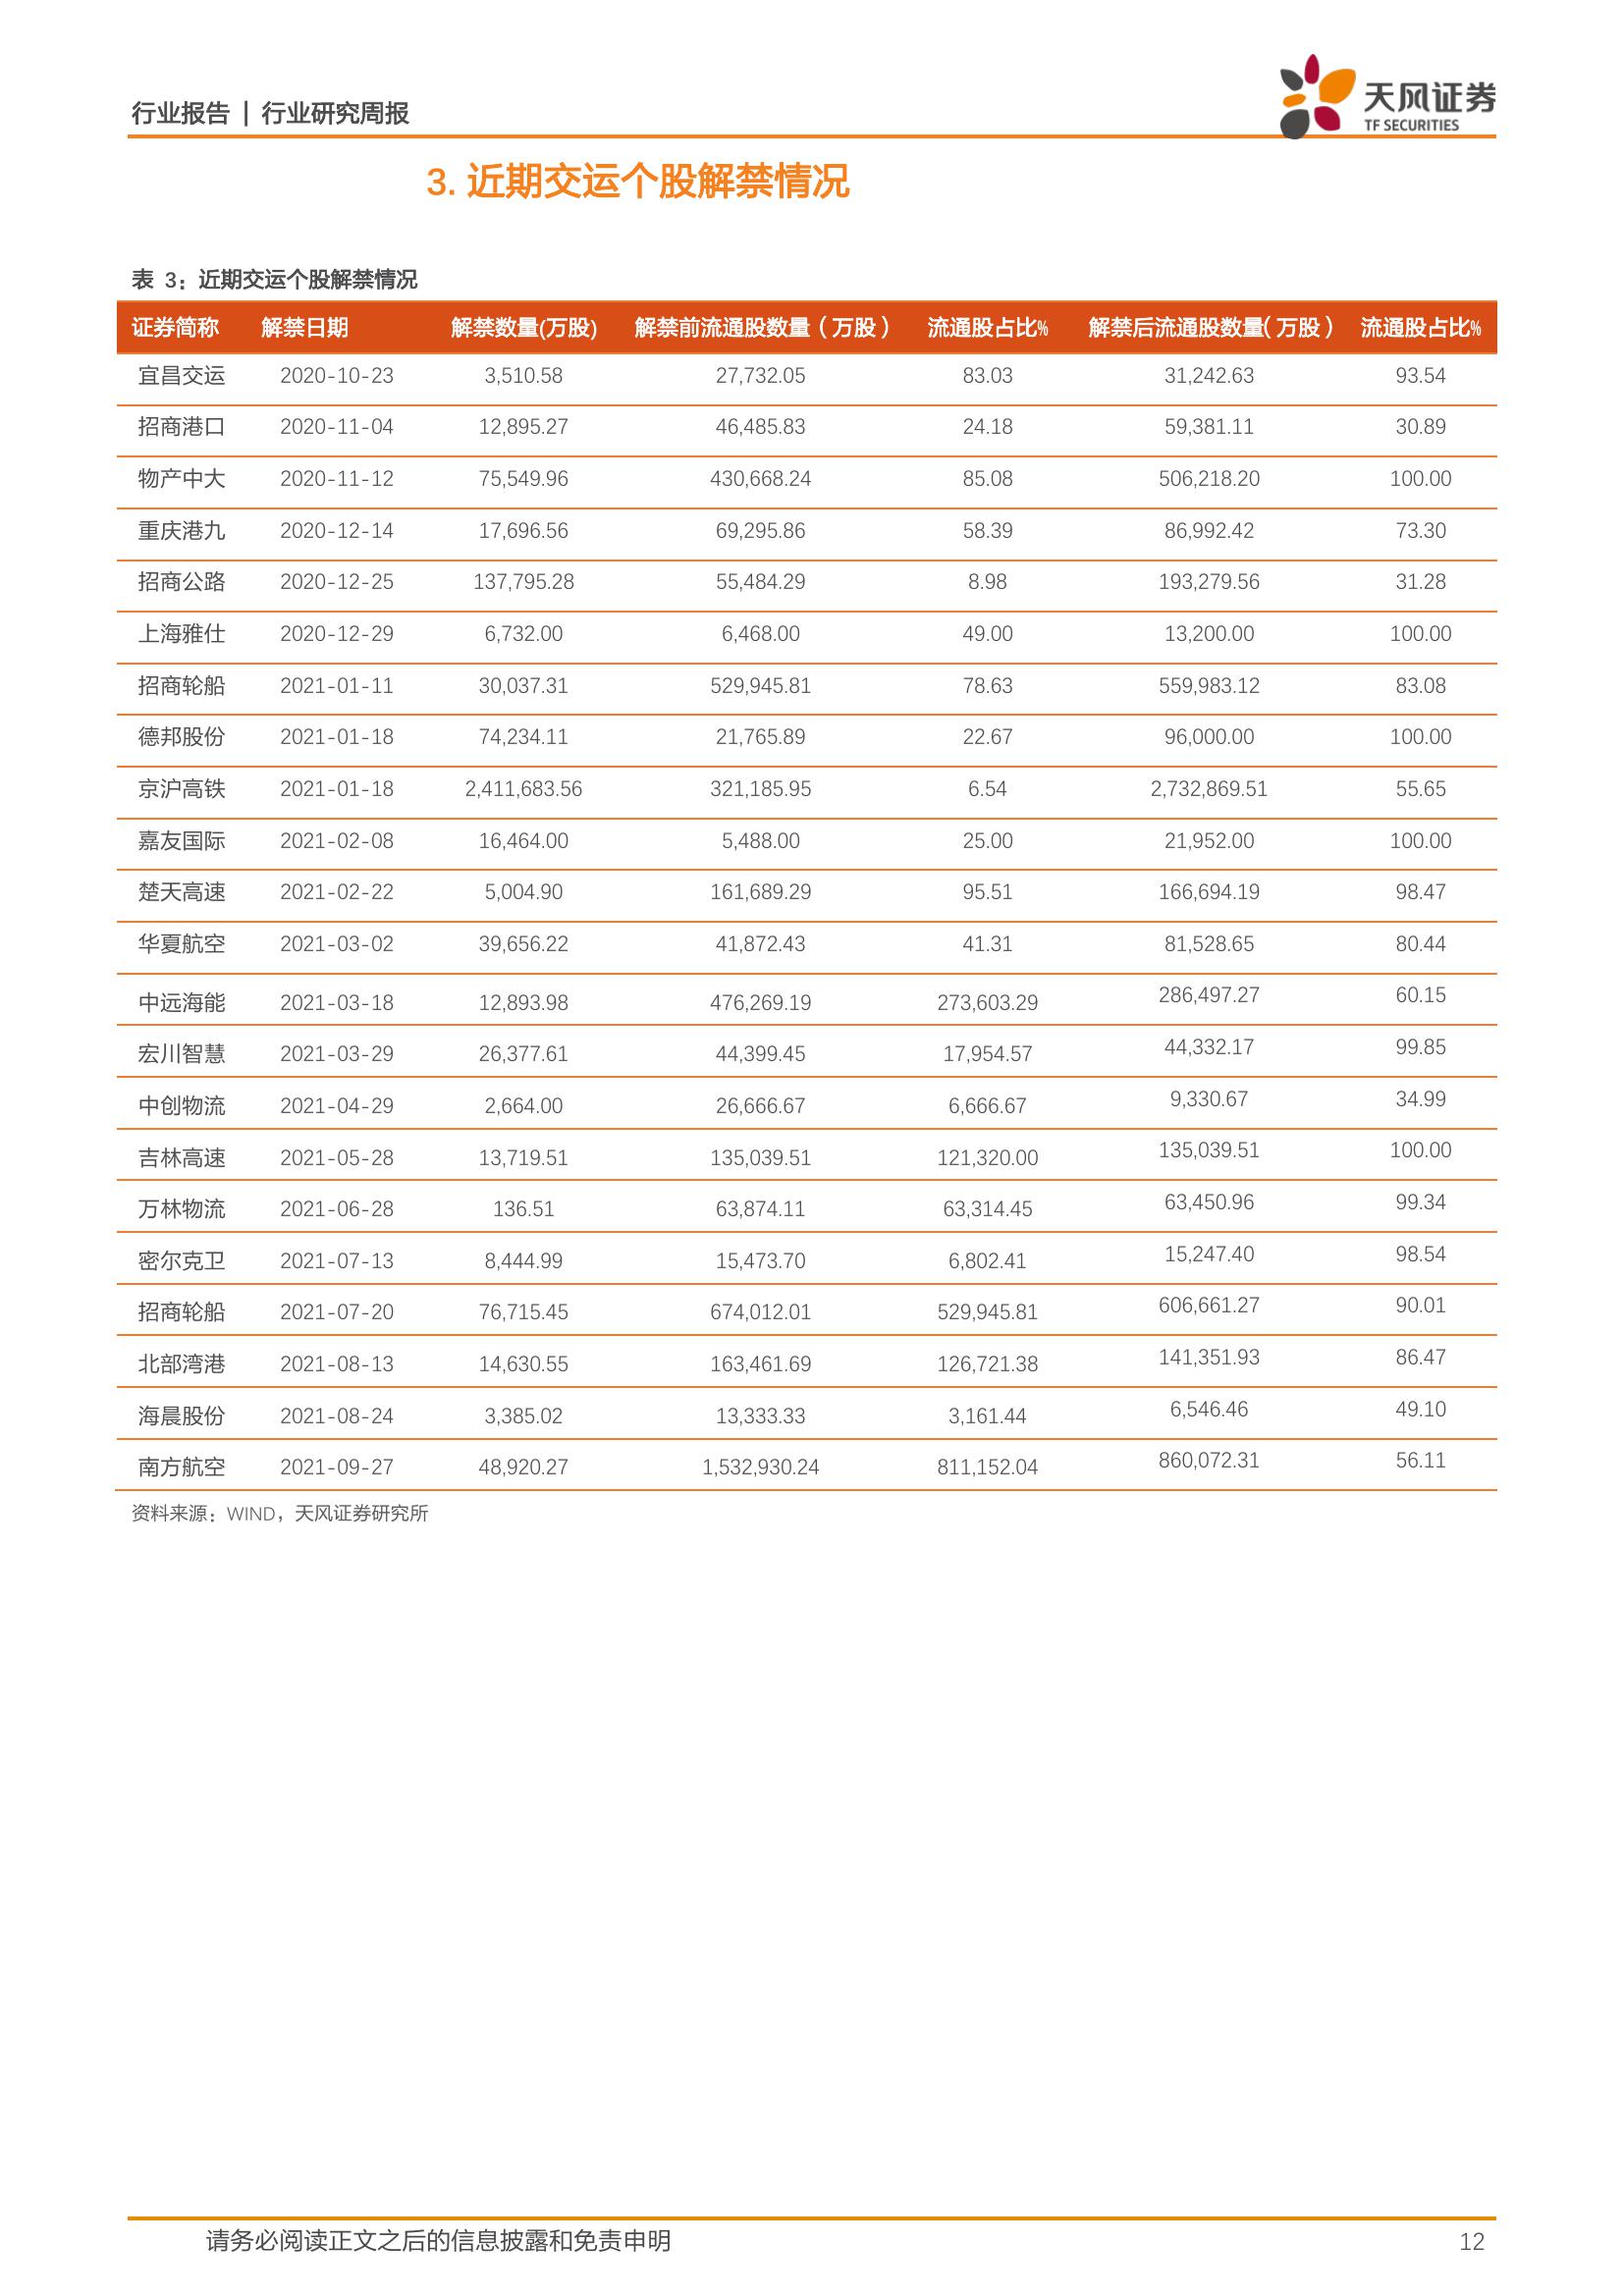 行业报告 | 行业研究周报
天风证券
TF SECURITIES
3. 近期交运个股解禁情况
表 3：近期交运个股解禁情况
证券简称 解禁日期 解禁数量(万股) 解禁前流通股数量（万股） 流通股占比% 解禁后流通股数量（万股） 流通股占比%
宜昌交运 2020-10-23 3,510.58 27,732.05 83.03 31,242.63 93.54
招商港口 2020-11-04 12,895.27 46,485.83 24.18 59,381.11 30.89
物产中大 2020-11-12 75,549.96 430,668.24 85.08 506,218.20 100.00
重庆港九 2020-12-14 17,696.56 69,295.86 58.39 86,992.42 73.30
招商公路 2020-12-25 137,795.28 55,484.29 8.98 193,279.56 31.28
上海雅仕 2020-12-29 6,732.00 6,468.00 49.00 13,200.00 100.00
招商轮船 2021-01-11 30,037.31 529,945.81 78.63 559,983.12 83.08
德邦股份 2021-01-18 74,234.11 21,765.89 22.67 96,000.00 100.00
京沪高铁 2021-01-18 2,411,683.56 321,185.95 6.54 2,732,869.51 55.65
嘉友国际 2021-02-08 16,464.00 5,488.00 25.00 21,952.00 100.00
楚天高速 2021-02-22 5,004.90 161,689.29 95.51 166,694.19 98.47
华夏航空 2021-03-02 39,656.22 41,872.43 41.31 81,528.65 80.44
中远海能 2021-03-18 12,893.98 476,269.19 273,603.29 286,497.27 60.15
宏川智慧 2021-03-29 26,377.61 44,399.45 17,954.57 44,332.17 99.85
中创物流 2021-04-29 2,664.00 26,666.67 6,666.67 9,330.67 34.99
吉林高速 2021-05-28 13,719.51 135,039.51 121,320.00 135,039.51 100.00
万林物流 2021-06-28 136.51 63,874.11 63,314.45 63,450.96 99.34
密尔克卫 2021-07-13 8,444.99 15,473.70 6,802.41 15,247.40 98.54
招商轮船 2021-07-20 76,715.45 674,012.01 529,945.81 606,661.27 90.01
北部湾港 2021-08-13 14,630.55 163,461.69 126,721.38 141,351.93 86.47
海晨股份 2021-08-24 3,385.02 13,333.33 3,161.44 6,546.46 49.10
南方航空 2021-09-27 48,920.27 1,532,930.24 811,152.04 860,072.31 56.11
资料来源：WIND，天风证券研究所
请务必阅读正文之后的信息披露和免责申明 12